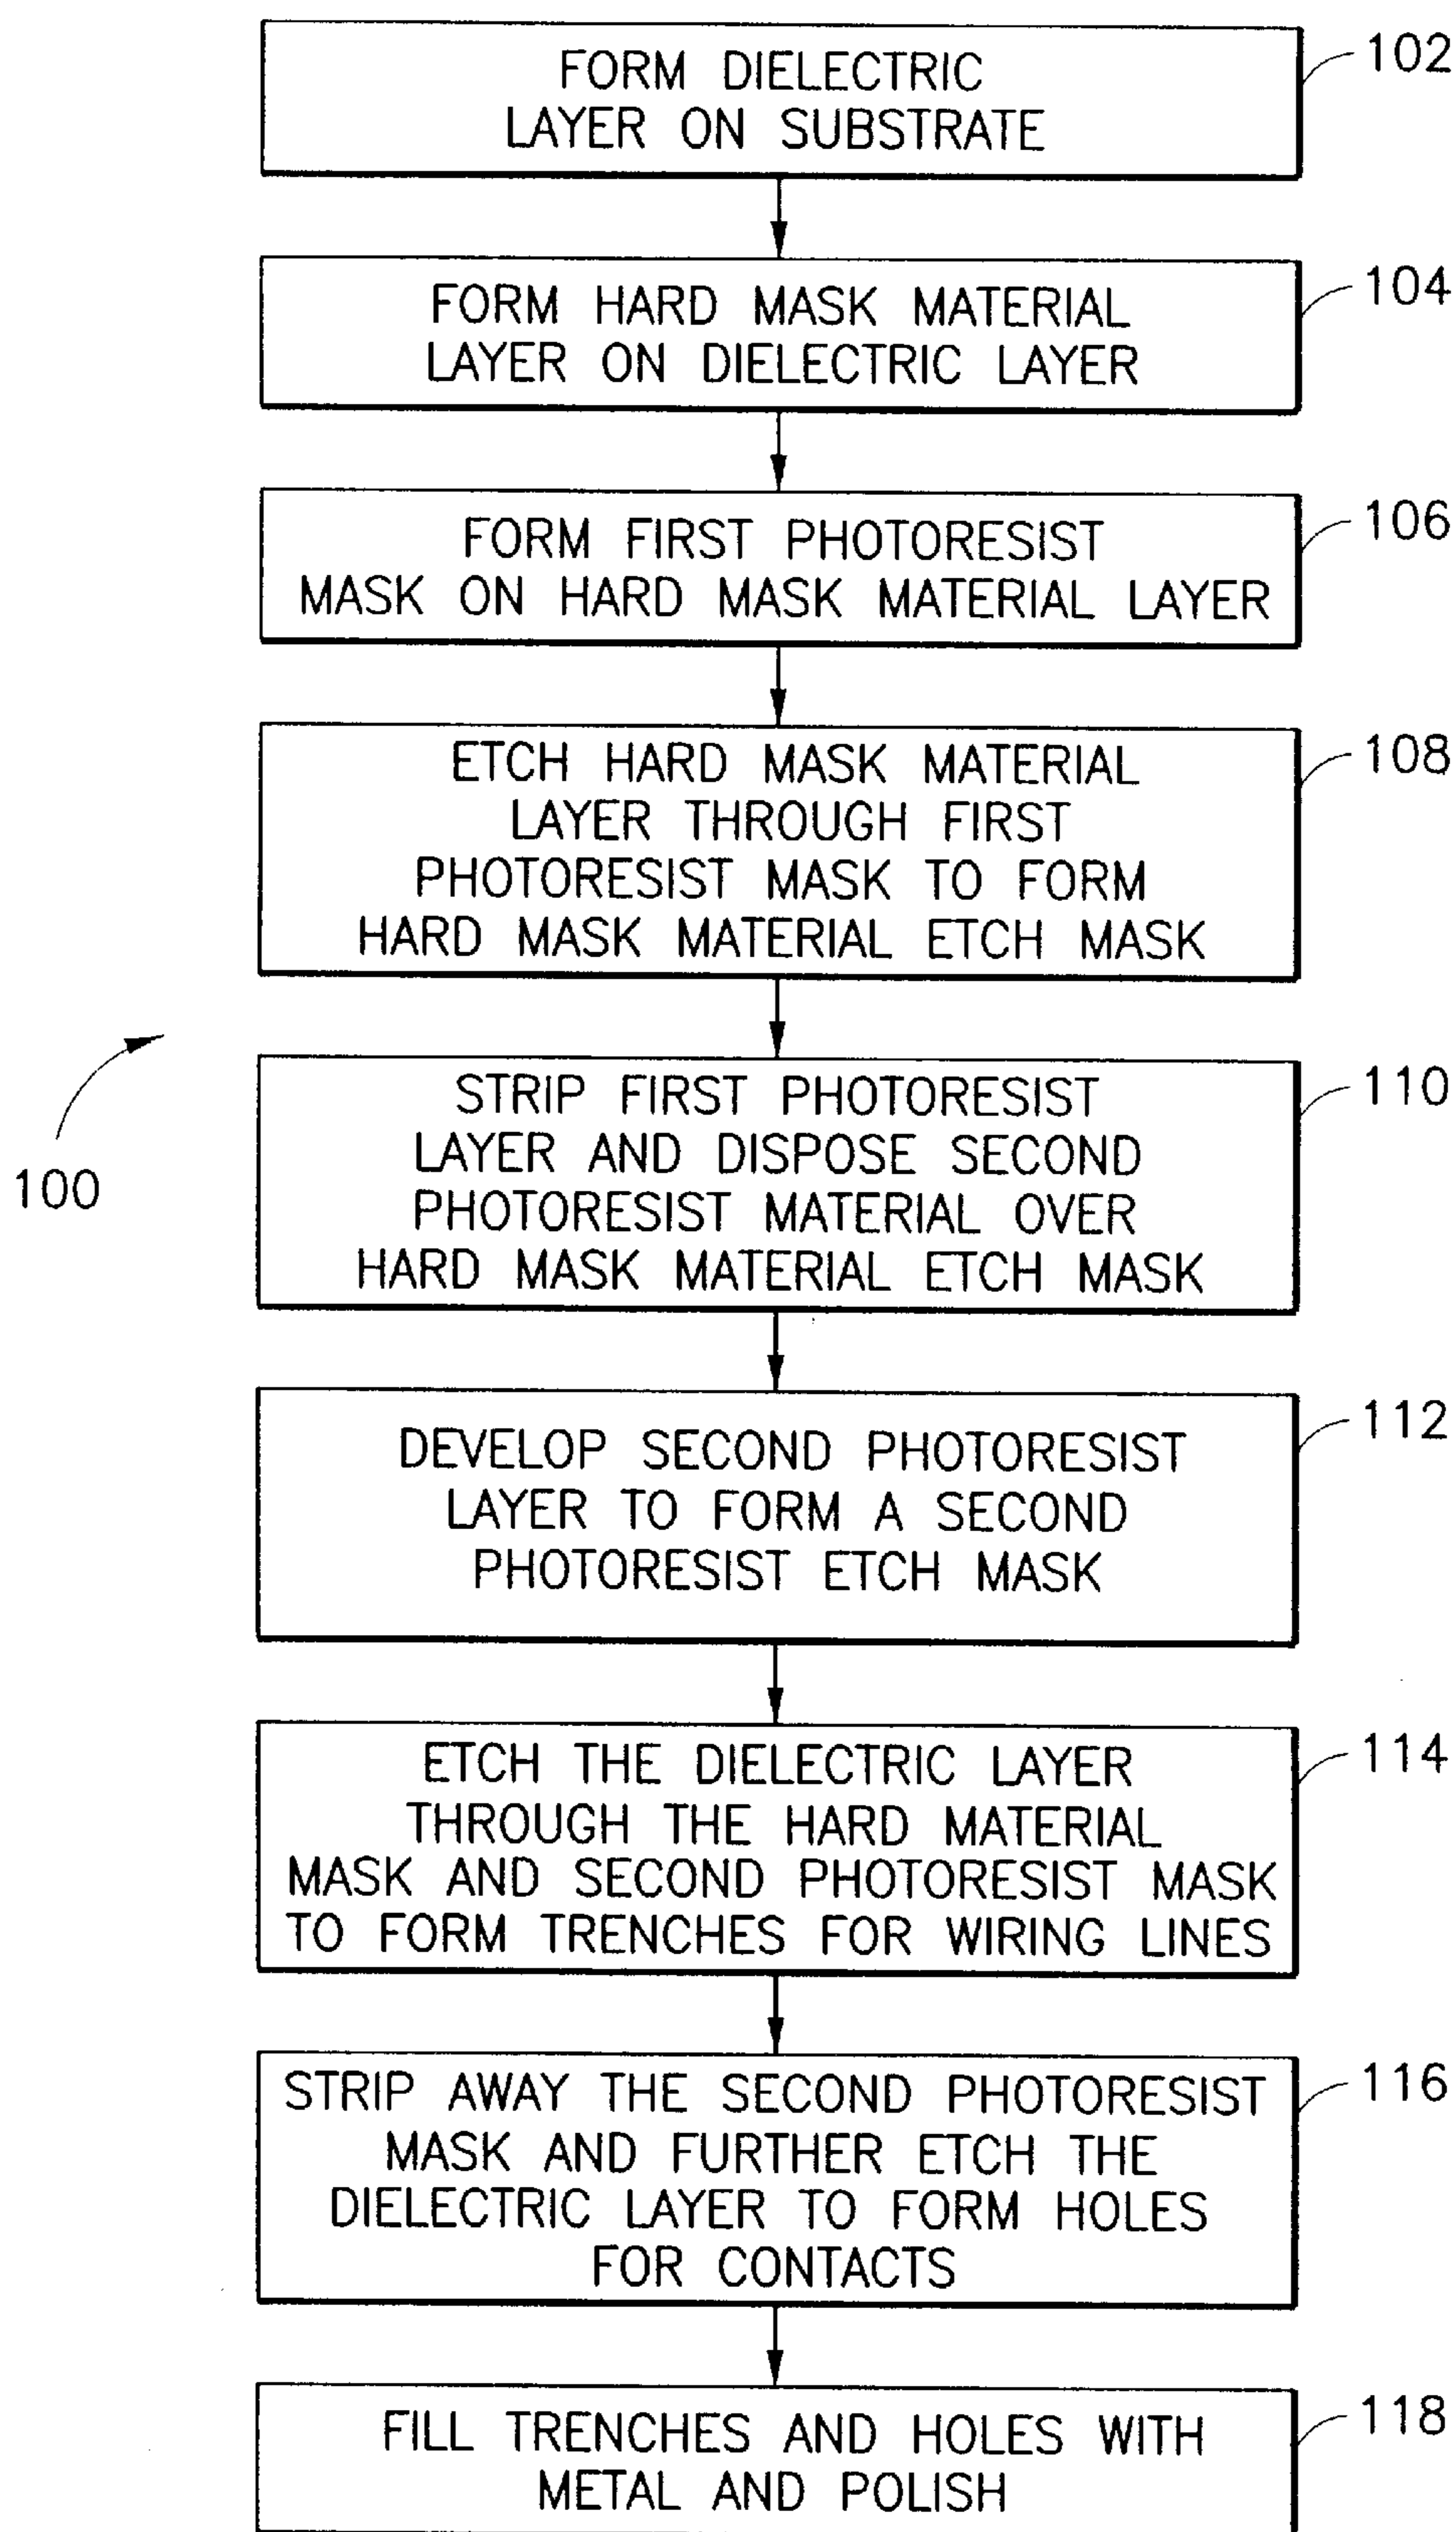 FORM DIELECTRIC
LAYER ON SUBSTRATE
102
FORM HARD MASK MATERIAL
LAYER ON DIELECTRIC LAYER
104
FORM FIRST PHOTORESIST
MASK ON HARD MASK MATERIAL LAYER
106
ETCH HARD MASK MATERIAL
LAYER THROUGH FIRST
PHOTORESIST MASK TO FORM
HARD MASK MATERIAL ETCH MASK
108
100
STRIP FIRST PHOTORESIST
LAYER AND DISPOSE SECOND
PHOTORESIST MATERIAL OVER
HARD MASK MATERIAL ETCH MASK
110
DEVELOP SECOND PHOTORESIST
LAYER TO FORM A SECOND
PHOTORESIST ETCH MASK
112
ETCH THE DIELECTRIC LAYER
THROUGH THE HARD MATERIAL
MASK AND SECOND PHOTORESIST MASK
TO FORM TRENCHES FOR WIRING LINES
114
STRIP AWAY THE SECOND PHOTORESIST
MASK AND FURTHER ETCH THE
DIELECTRIC LAYER TO FORM HOLES
FOR CONTACTS
116
FILL TRENCHES AND HOLES WITH
METAL AND POLISH
118